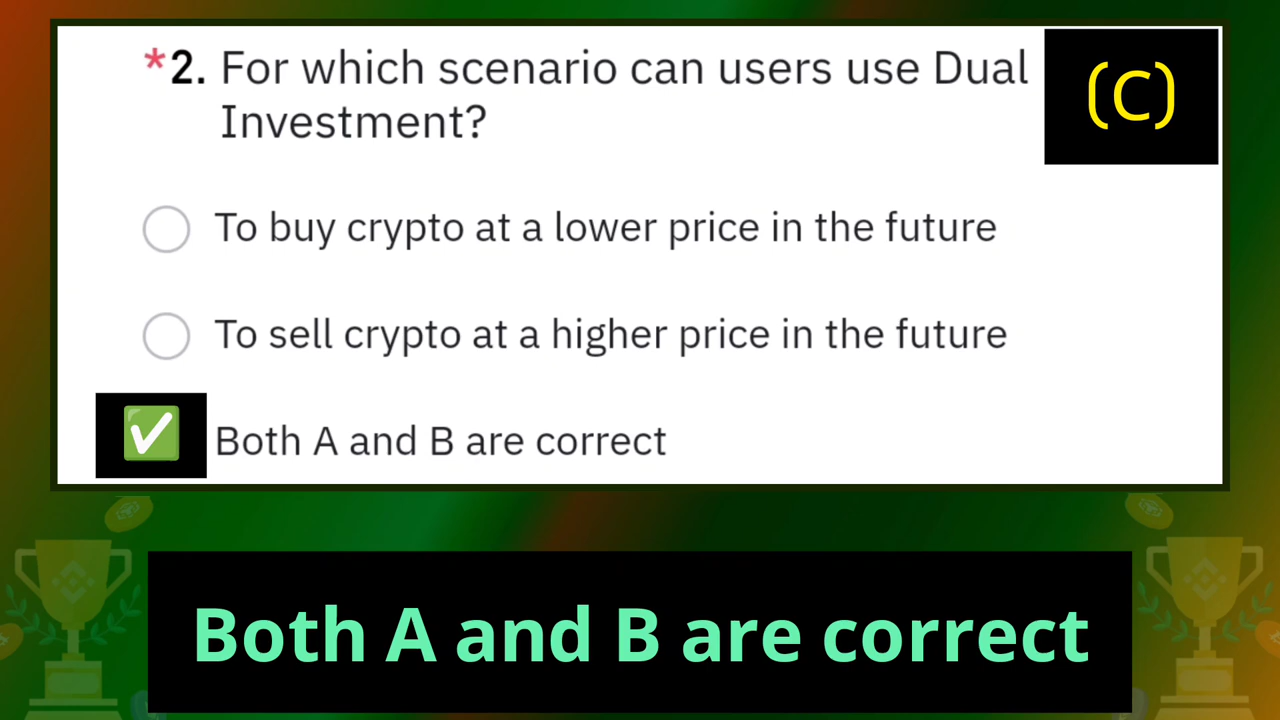 *2. For which scenario can users use Dual
Investment?
(C)
To buy crypto at a lower price in the future
To sell crypto at a higher price in the future
✅ Both A and B are correct
Both A and B are correct